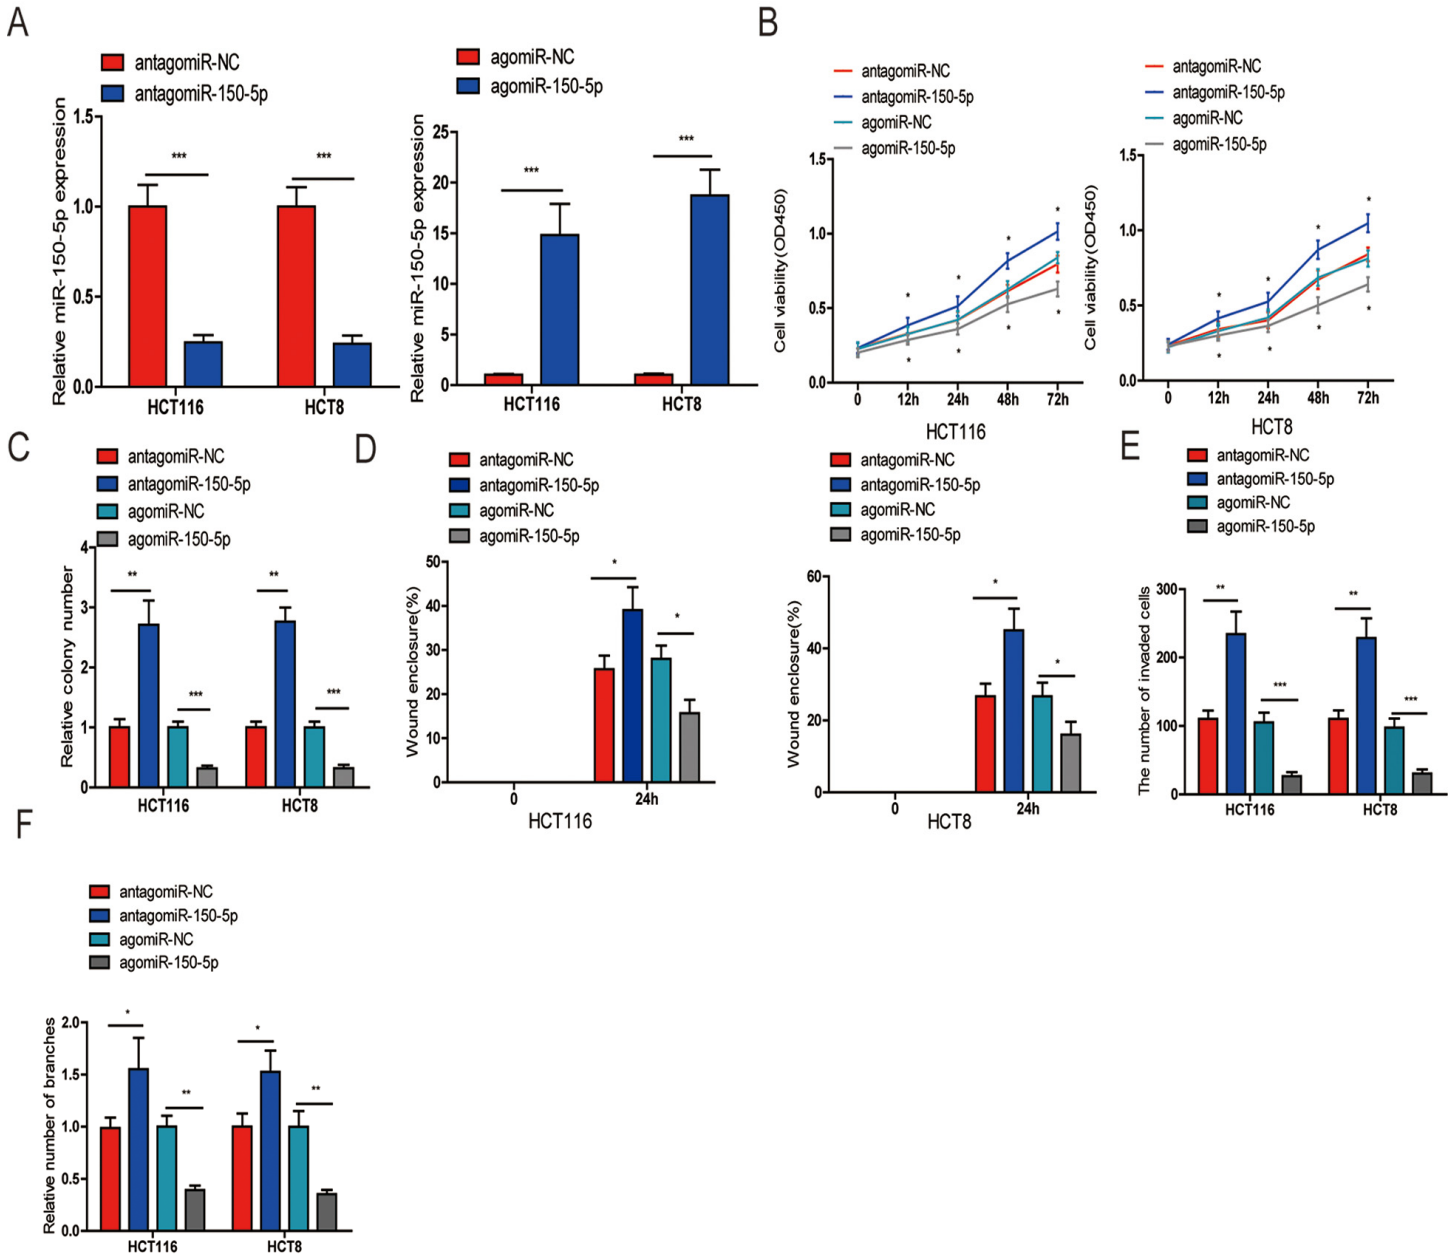 A
antagomiR-NC
antagomiR-150-5p
Relative miR-150-5p expression
1.5
1.0
0.5
0.0
***
***
HCT116
HCT8
agomiR-NC
agomiR-150-5p
Relative miR-150-5p expression
25
20
15
10
5
0
***
***
HCT116
HCT8
B
antagomiR-NC
antagomiR-150-5p
agomiR-NC
agomiR-150-5p
Cell viability(OD450)
1.5
1.0
0.5
0.0
*
*
*
*
*
*
*
*
0 12h 24h 48h 72h
HCT116
antagomiR-NC
antagomiR-150-5p
agomiR-NC
agomiR-150-5p
Cell viability(OD450)
1.5
1.0
0.5
0.0
*
*
*
*
*
*
*
*
0 12h 24h 48h 72h
HCT8
C
antagomiR-NC
antagomiR-150-5p
agomiR-NC
agomiR-150-5p
Relative colony number
4
3
2
1
0
**
***
**
***
HCT116
HCT8
D
antagomiR-NC
antagomiR-150-5p
agomiR-NC
agomiR-150-5p
Wound enclosure(%)
50
40
30
20
10
0
*
*
0 24h
HCT116
antagomiR-NC
antagomiR-150-5p
agomiR-NC
agomiR-150-5p
Wound enclosure(%)
60
40
20
0
*
*
0 24h
HCT8
E
antagomiR-NC
antagomiR-150-5p
agomiR-NC
agomiR-150-5p
The number of invaded cells
300
200
100
0
**
***
**
***
HCT116
HCT8
F
antagomiR-NC
antagomiR-150-5p
agomiR-NC
agomiR-150-5p
Relative number of branches
2.0
1.5
1.0
0.5
0.0
*
**
*
**
HCT116
HCT8